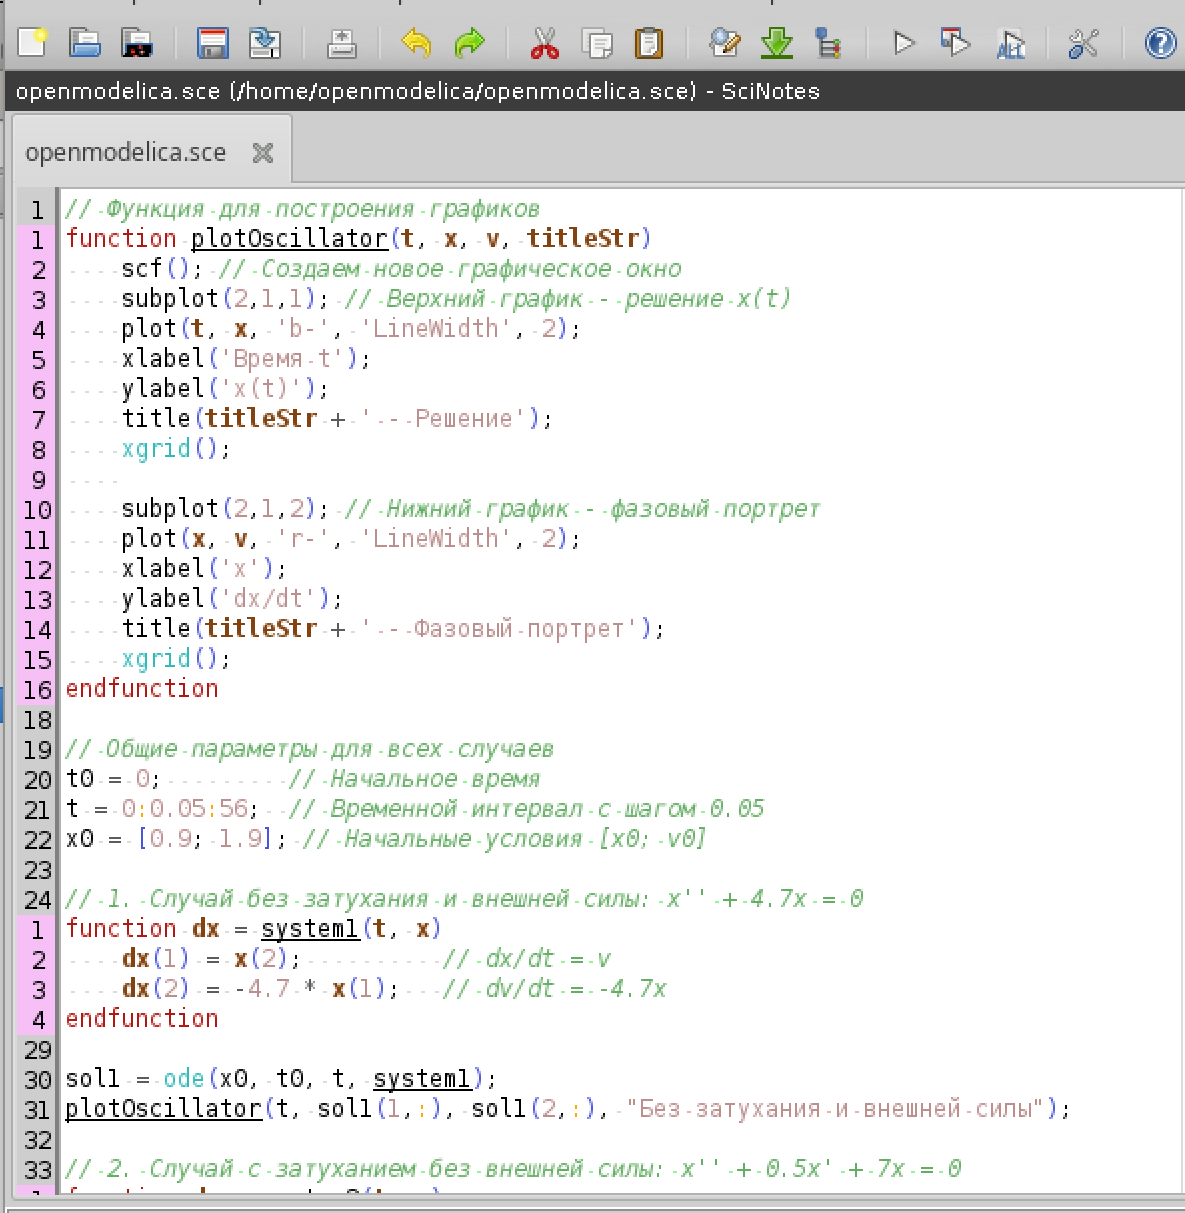 openmodelica.sce (/home/openmodelica/openmodelica.sce) - SciNotes
openmodelica.sce
1 // Функция для построения графиков
1 function plotOscillator(t, x, v, titleStr)
2 scf(); // Создаем новое графическое окно
3 subplot(2,1,1); // Верхний график - решение x(t)
4 plot(t, x, 'b-', 'LineWidth', 2);
5 xlabel('Время t');
6 ylabel('x(t)');
7 title(titleStr + ' - Решение');
8 xgrid();
9
10 subplot(2,1,2); // Нижний график - фазовый портрет
11 plot(x, v, 'r-', 'LineWidth', 2);
12 xlabel('x');
13 ylabel('dx/dt');
14 title(titleStr + ' - Фазовый портрет');
15 xgrid();
16 endfunction
18
19 // Общие параметры для всех случаев
20 t0 = 0; // Начальное время
21 t = 0:0.05:56; // Временной интервал с шагом 0.05
22 x0 = [0.9; 1.9]; // Начальные условия [x0; v0]
23
24 // 1. Случай без затухания и внешней силы: x'' + 4.7x = 0
1 function dx = system1(t, x)
2 dx(1) = x(2); // dx/dt = v
3 dx(2) = -4.7 * x(1); // dv/dt = -4.7x
4 endfunction
29
30 sol1 = ode(x0, t0, t, system1);
31 plotOscillator(t, sol1(1,:), sol1(2,:), "Без затухания и внешней силы");
32
33 // 2. Случай с затуханием без внешней силы: x'' + 0.5x' + 7x = 0